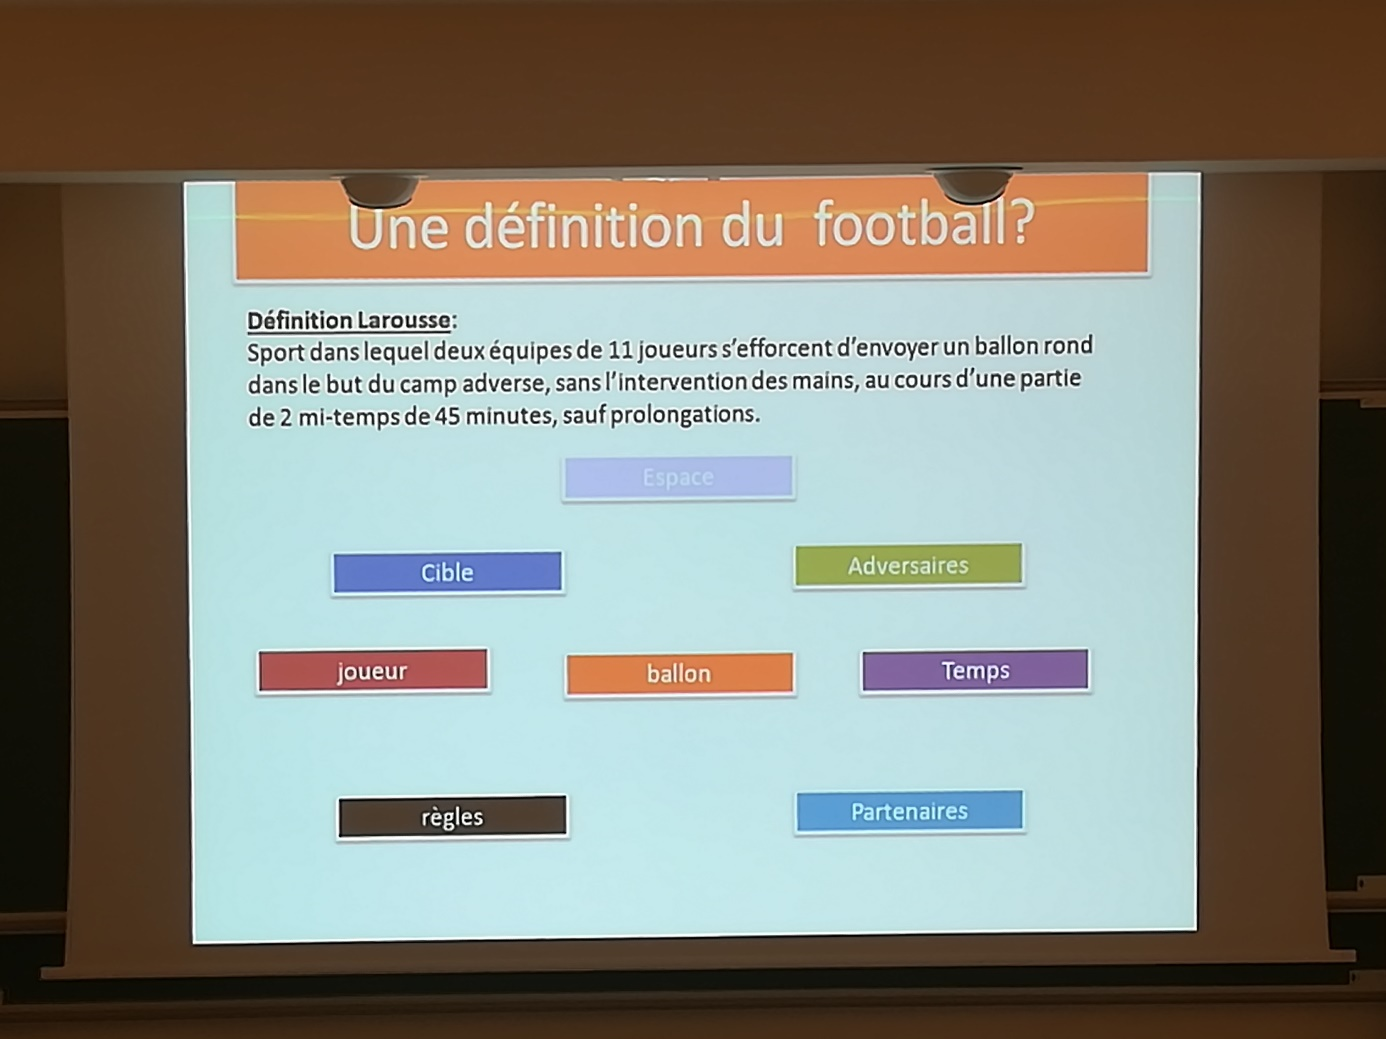 Une définition du football?
Définition Larousse:
Sport dans lequel deux équipes de 11 joueurs s'efforcent d'envoyer un ballon rond
dans le but du camp adverse, sans l'intervention des mains, au cours d'une partie
de 2 mi-temps de 45 minutes, sauf prolongations.
Espace
Cible
Adversaires
joueur
ballon
Temps
règles
Partenaires